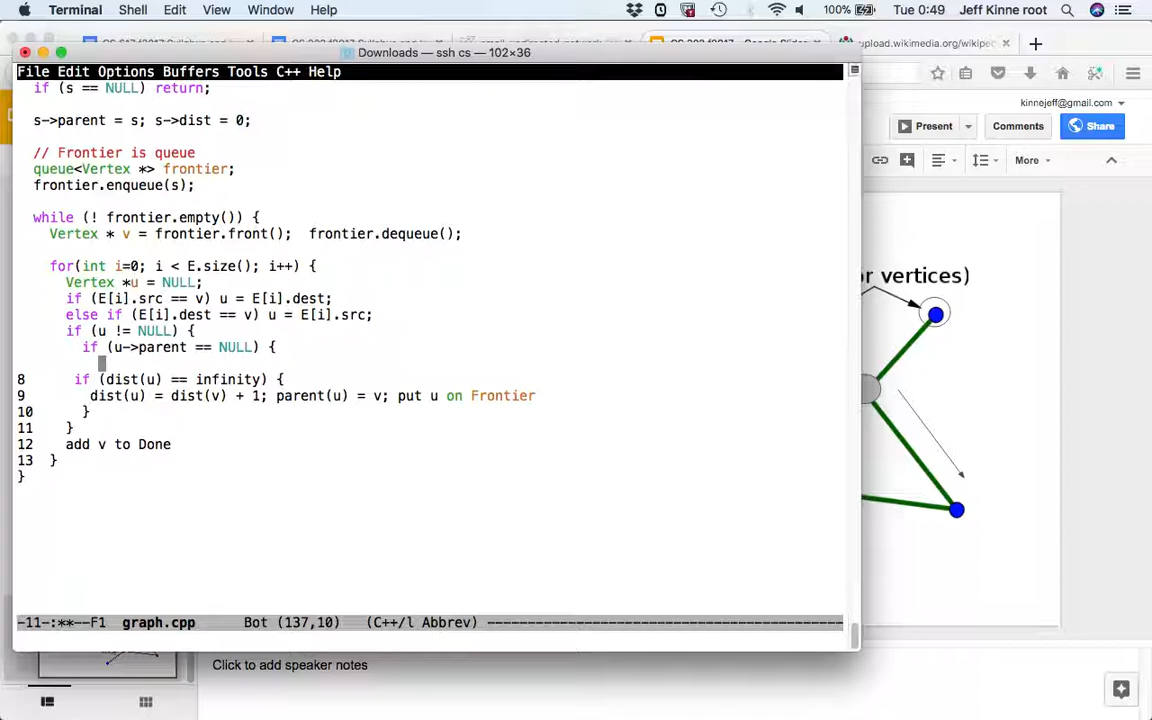 Terminal Shell Edit View Window Help 100% Tue 0:49 Jeff Kinne root
upload.wikimedia.org/wikipe
Downloads — ssh cs — 102×36
File Edit Options Buffers Tools C++ Help
if (s == NULL) return;
s->parent = s; s->dist = 0;
// Frontier is queue
queue<Vertex *> frontier;
frontier.enqueue(s);
while (! frontier.empty()) {
Vertex * v = frontier.front();  frontier.dequeue();
for(int i=0; i < E.size(); i++) {
Vertex *u = NULL;
if (E[i].src == v) u = E[i].dest;
else if (E[i].dest == v) u = E[i].src;
if (u != NULL) {
if (u->parent == NULL) {
8 if (dist(u) == infinity) {
9 dist(u) = dist(v) + 1; parent(u) = v; put u on Frontier
10 }
11 }
12 add v to Done
13 }
}
-11-:**--F1 graph.cpp Bot (137,10) (C++/l Abbrev) ----------
kinnejeff@gmail.com
Present Comments Share
More
or vertices)
Click to add speaker notes